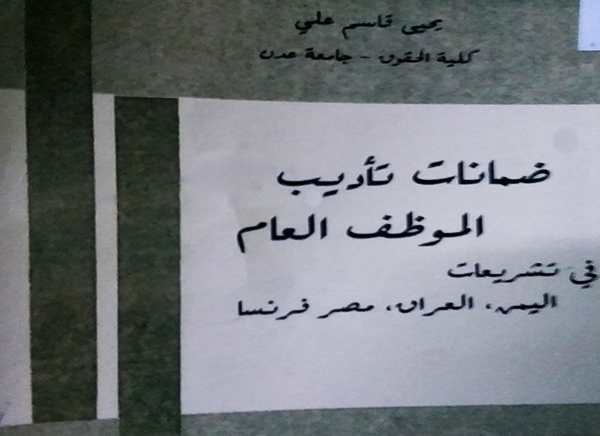 يحيى قاسم علي
كلية الحقوق - جامعة عدن
ضمانات تأديب
الموظف العام
في تشريعات
اليمن، العراق، مصر فرنسا